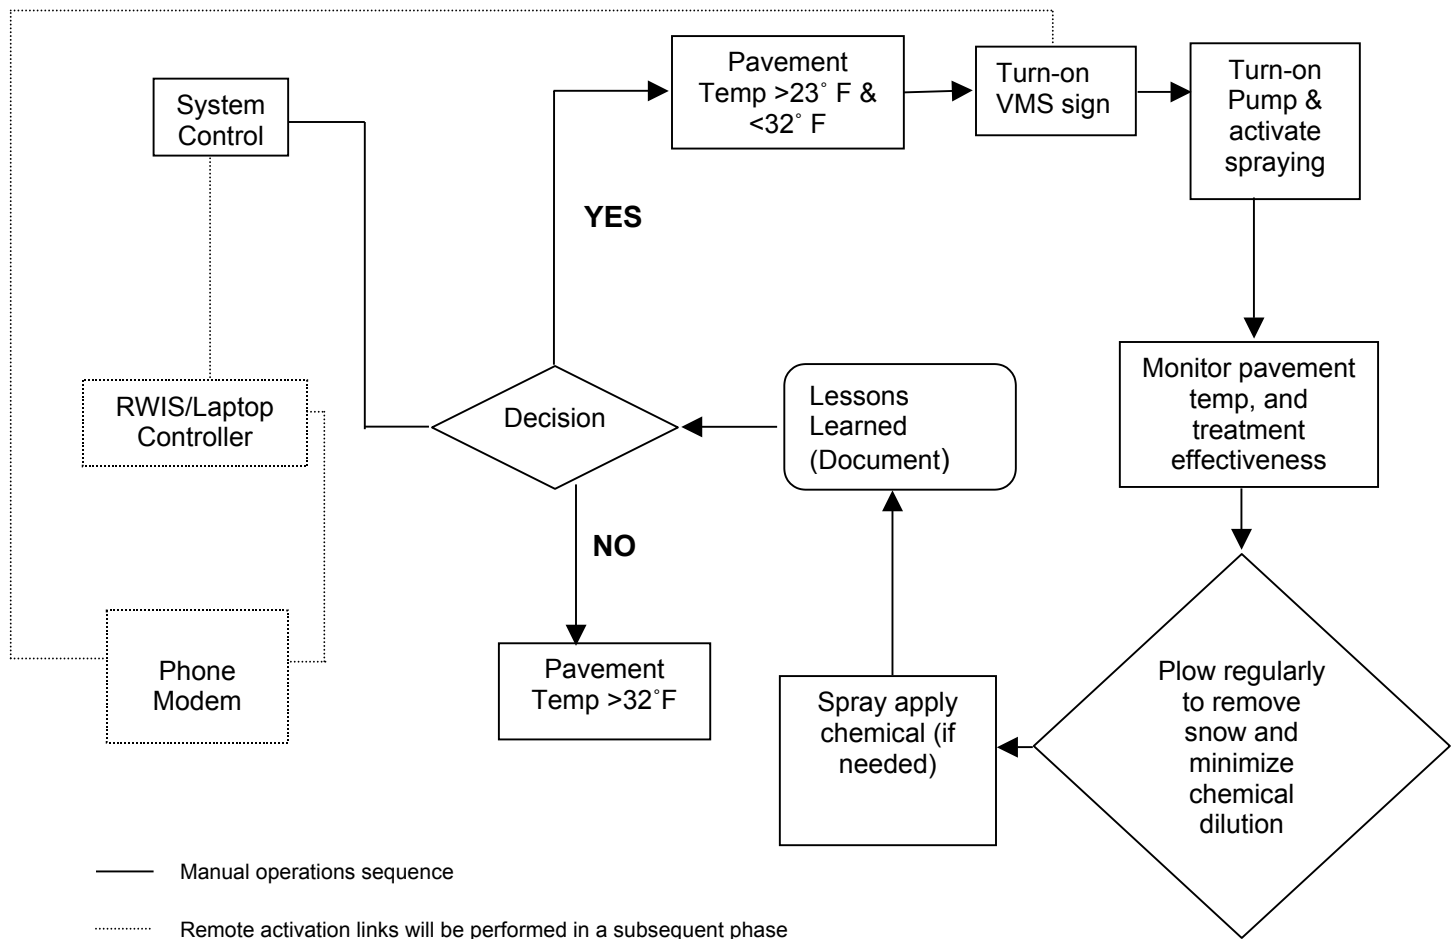 System
Control
Pavement
Temp >23˚ F &
<32˚ F
Turn-on
VMS sign
Turn-on
Pump &
activate
spraying
YES
RWIS/Laptop
Controller
Decision
Lessons
Learned
(Document)
Monitor pavement
temp, and
treatment
effectiveness
NO
Phone
Modem
Pavement
Temp >32˚F
Spray apply
chemical (if
needed)
Plow regularly
to remove
snow and
minimize
chemical
dilution
Manual operations sequence
Remote activation links will be performed in a subsequent phase